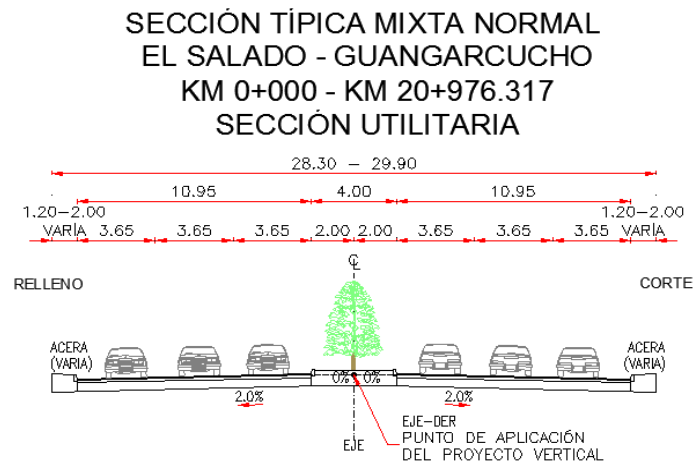 SECCIÓN TÍPICA MIXTA NORMAL
EL SALADO - GUANGARCUCHO
KM 0+000 - KM 20+976.317
SECCIÓN UTILITARIA
28.30 - 29.90
10.95 4.00 10.95
1.20-2.00 1.20-2.00
VARÍA 3.65 3.65 3.65 2.00 2.00 3.65 3.65 3.65 VARÍA
℄
RELLENO CORTE
ACERA ACERA
(VARIA) (VARIA)
0% 0%
2.0% 2.0%
EJE-DER
EJE PUNTO DE APLICACIÓN
DEL PROYECTO VERTICAL